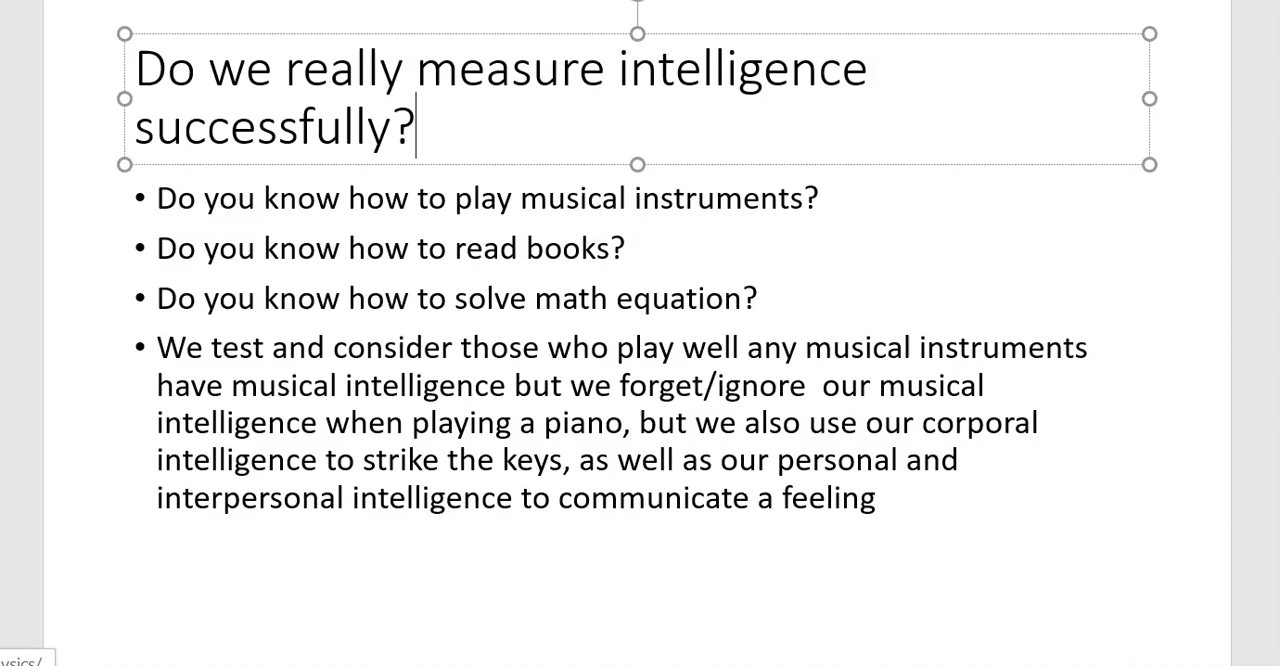 Do we really measure intelligence
successfully?
• Do you know how to play musical instruments?
• Do you know how to read books?
• Do you know how to solve math equation?
• We test and consider those who play well any musical instruments
have musical intelligence but we forget/ignore  our musical
intelligence when playing a piano, but we also use our corporal
intelligence to strike the keys, as well as our personal and
interpersonal intelligence to communicate a feeling
ysics/